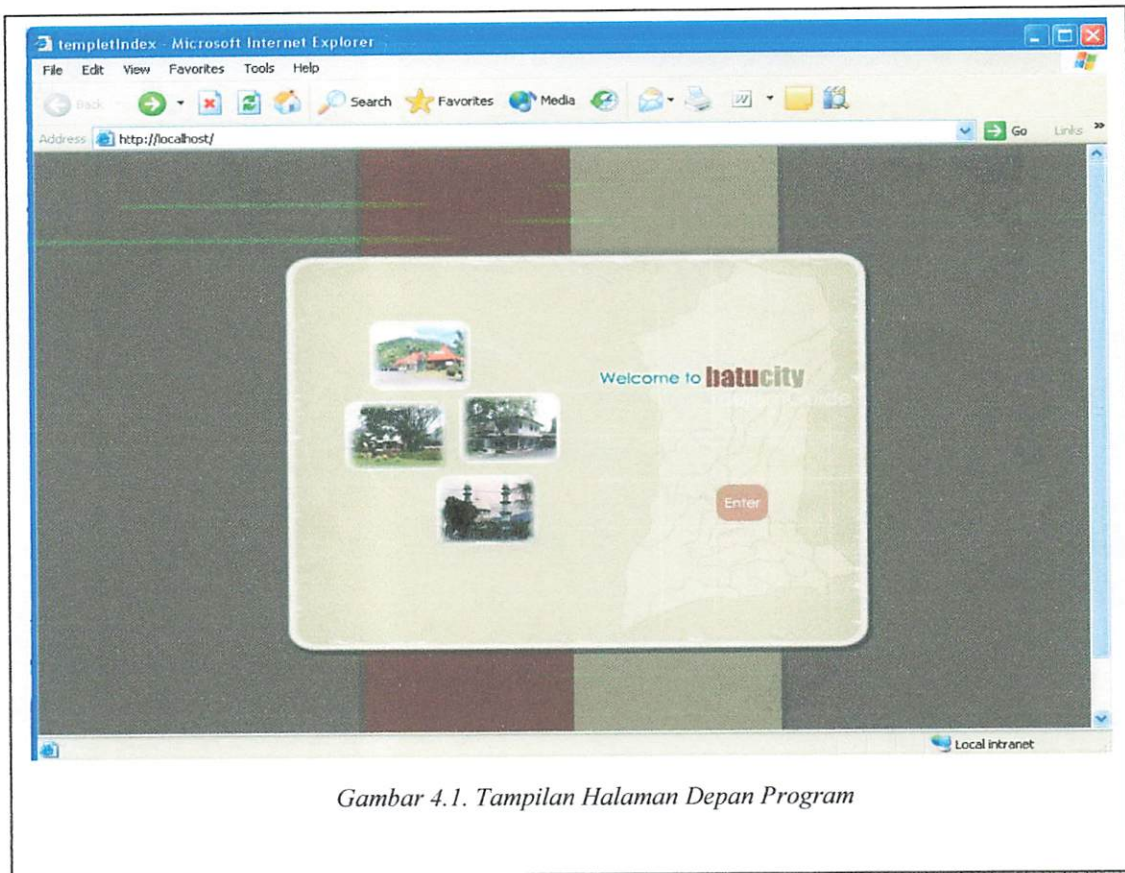 templetIndex - Microsoft Internet Explorer
File Edit View Favorites Tools Help
Back Search Favorites Media
Address http://localhost/ Go Links »
Welcome to batucity
Enter
Local intranet
Gambar 4.1. Tampilan Halaman Depan Program